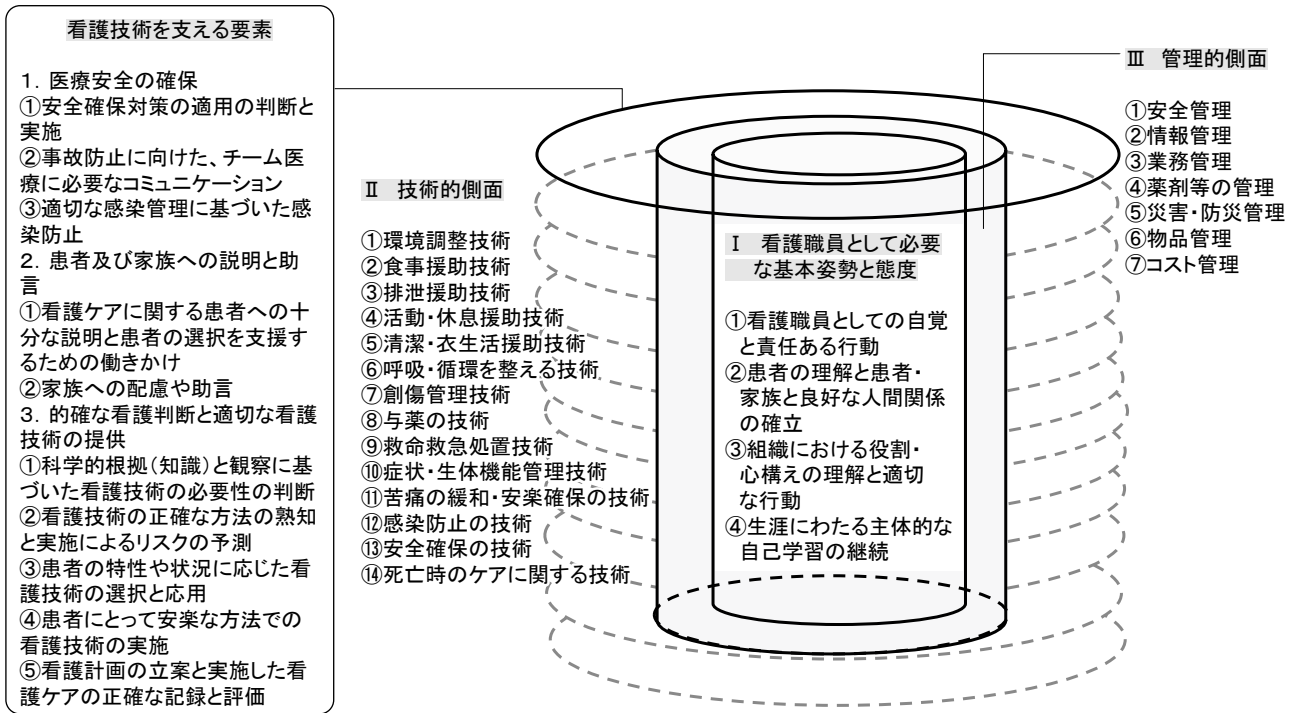 看護技術を支える要素
1．医療安全の確保
①安全確保対策の適用の判断と
実施
②事故防止に向けた、チーム医
療に必要なコミュニケーション
③適切な感染管理に基づいた感
染防止
2．患者及び家族への説明と助
言
①看護ケアに関する患者への十
分な説明と患者の選択を支援す
るための働きかけ
②家族への配慮や助言
3．的確な看護判断と適切な看護
技術の提供
①科学的根拠（知識）と観察に基
づいた看護技術の必要性の判断
②看護技術の正確な方法の熟知
と実施によるリスクの予測
③患者の特性や状況に応じた看
護技術の選択と応用
④患者にとって安楽な方法での
看護技術の実施
⑤看護計画の立案と実施した看
護ケアの正確な記録と評価
Ⅱ　技術的側面
①環境調整技術
②食事援助技術
③排泄援助技術
④活動・休息援助技術
⑤清潔・衣生活援助技術
⑥呼吸・循環を整える技術
⑦創傷管理技術
⑧与薬の技術
⑨救命救急処置技術
⑩症状・生体機能管理技術
⑪苦痛の緩和・安楽確保の技術
⑫感染防止の技術
⑬安全確保の技術
⑭死亡時のケアに関する技術
Ⅰ　看護職員として必要
な基本姿勢と態度
①看護職員としての自覚
と責任ある行動
②患者の理解と患者・
家族と良好な人間関係
の確立
③組織における役割・
心構えの理解と適切
な行動
④生涯にわたる主体的な
自己学習の継続
Ⅲ　管理的側面
①安全管理
②情報管理
③業務管理
④薬剤等の管理
⑤災害・防災管理
⑥物品管理
⑦コスト管理